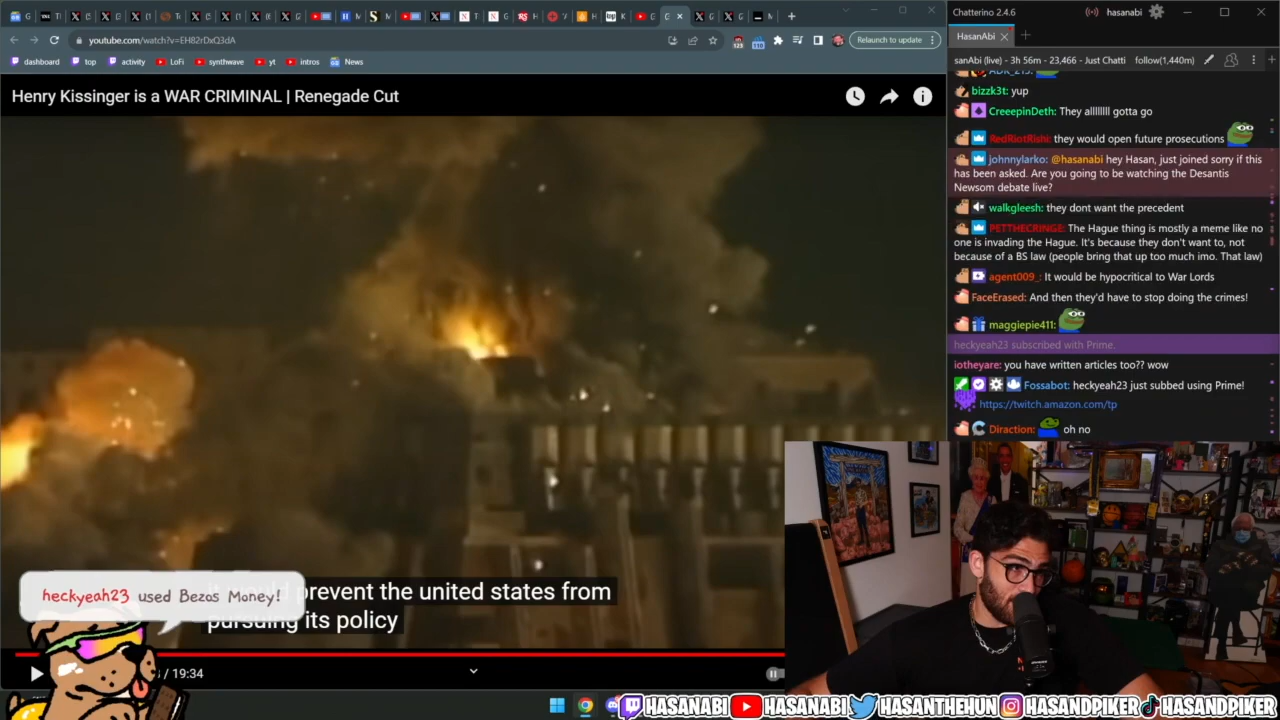 Relaunch to update
Chatterino 2.4.6
hasanabi
youtube.com/watch?v=EH82rDxQ3dA
HasanAbi
dashboard
top
activity
LoFi
synthwave
yt
intros
News
sanAbi (live) - 3h 56m - 23,466 - Just Chatti
follow(1,440m)
Henry Kissinger is a WAR CRIMINAL | Renegade Cut
bizzk3t: yup
CreeepinDeth: They allllllll gotta go
RedRiotRishi: they would open future prosecutions
Johnnylarko: @hasanabi hey Hasan, just joined sorry if this
has been asked. Are you going to be watching the Desantis
Newsom debate live?
walkgleesh: they dont want the precedent
PETTHECRINGE: The Hague thing is mostly a meme like no
one is invading the Hague. It's because they don't want to, not
because of a BS law (people bring that up too much imo. That law)
agent009_: It would be hypocritical to War Lords
FaceErased: And then they'd have to stop doing the crimes!
maggiepie411:
heckyeah23 subscribed with Prime.
iotheyare: you have written articles too?? wow
Fossabot: heckyeah23 just subbed using Prime!
https://twitch.amazon.com/tp
Diraction: oh no
heckyeah23 used Bezos Money!
prevent the united states from
pursuing its policy
/ 19:34
HASANABI
HASANABI
HASANTHEHUN
HASANDPIKER
HASANDPIKER